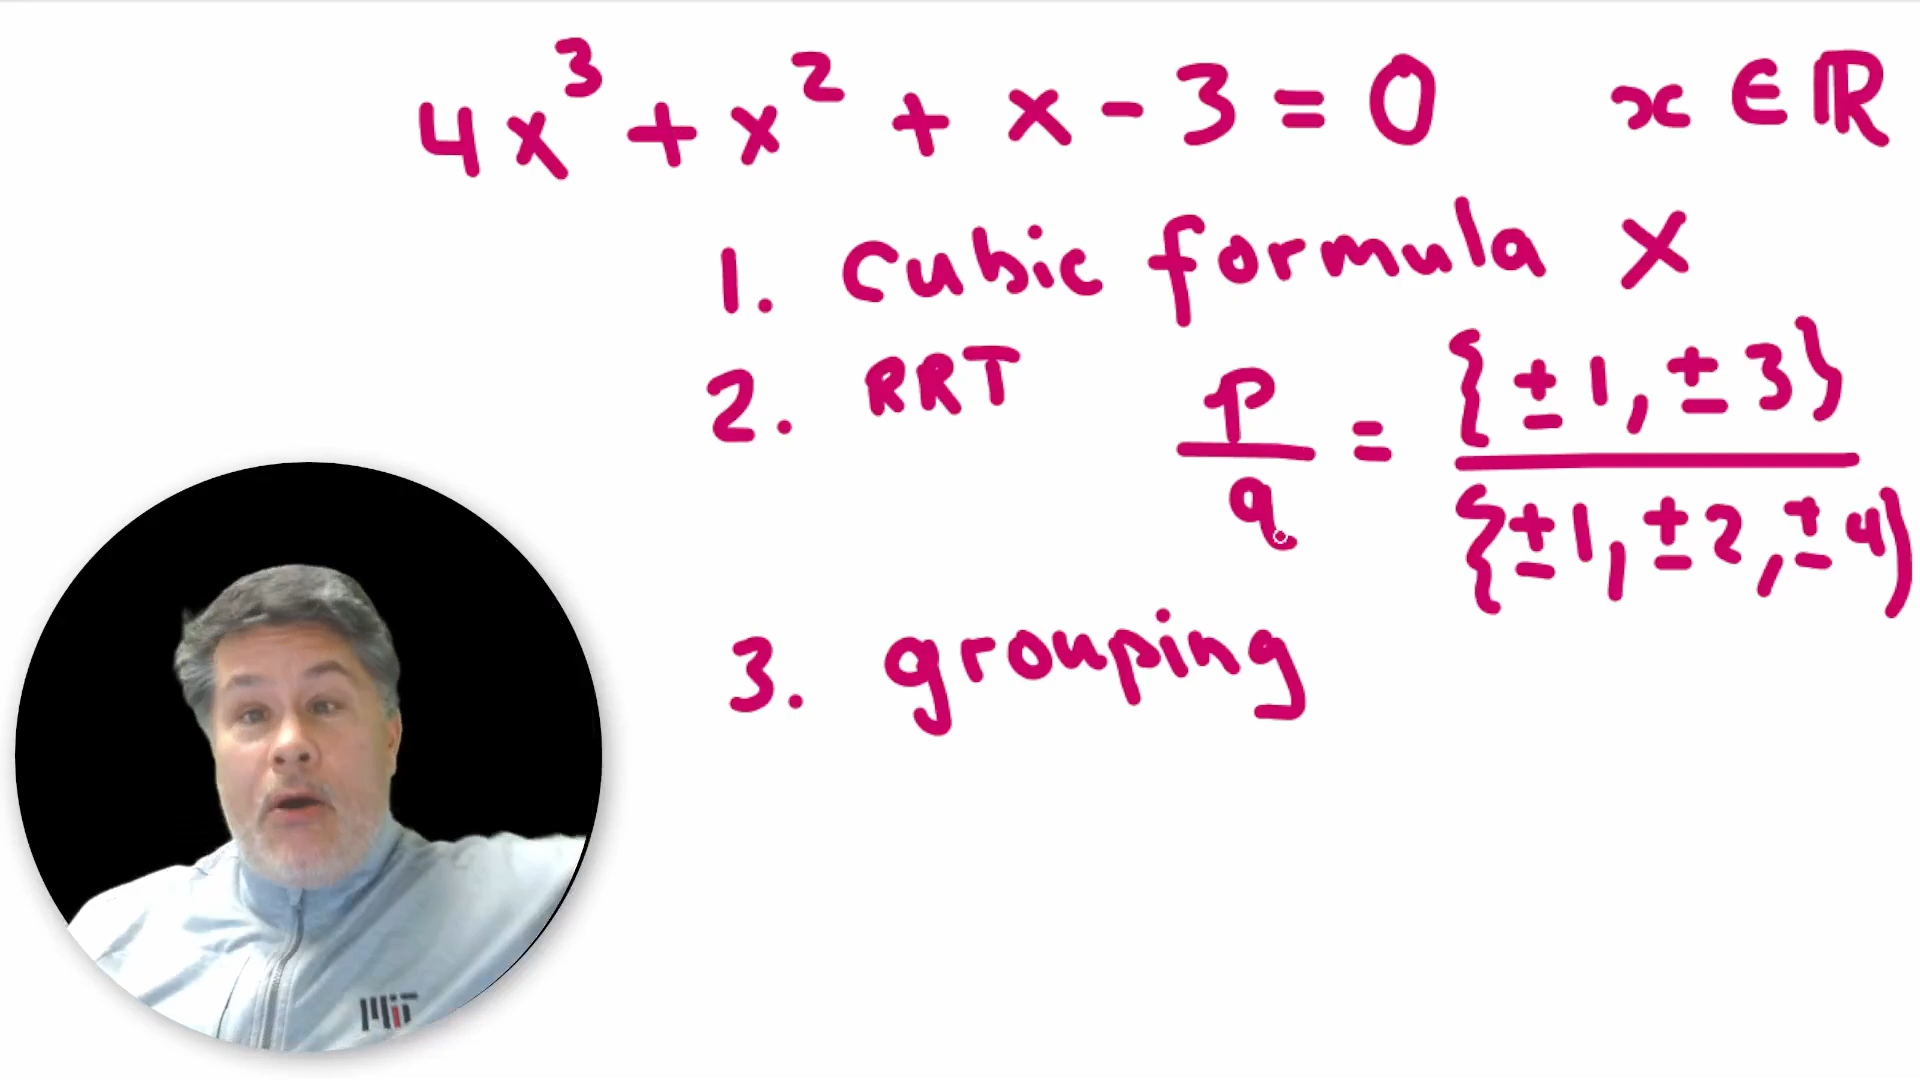 4x³ + x² + x - 3 = 0 x ∈ ℝ
1. cubic formula X
2. RRT p/q = {±1, ±3}/{±1, ±2, ±4}
3. grouping
MIT